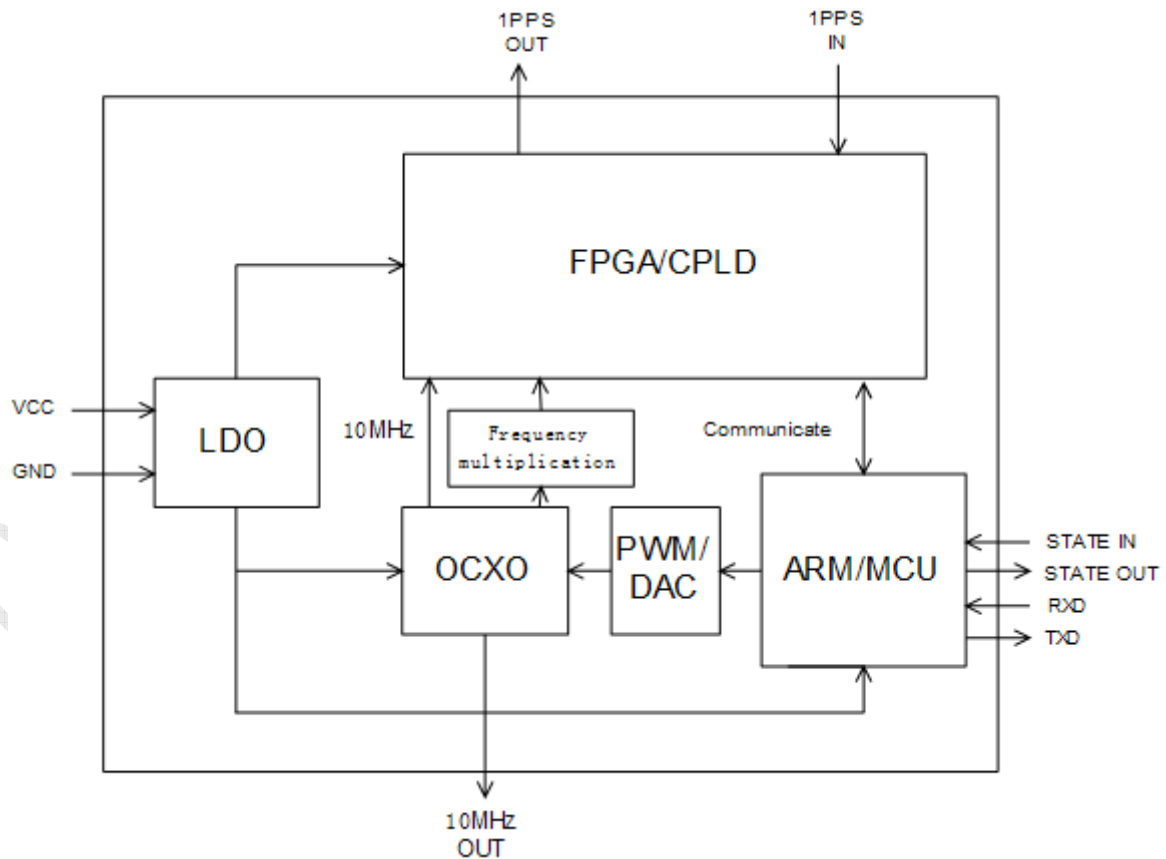 1PPS
OUT
1PPS
IN
FPGA/CPLD
VCC
GND
LDO
10MHz
Frequency
multiplication
Communicate
OCXO
PWM/
DAC
ARM/MCU
STATE IN
STATE OUT
RXD
TXD
10MHz
OUT